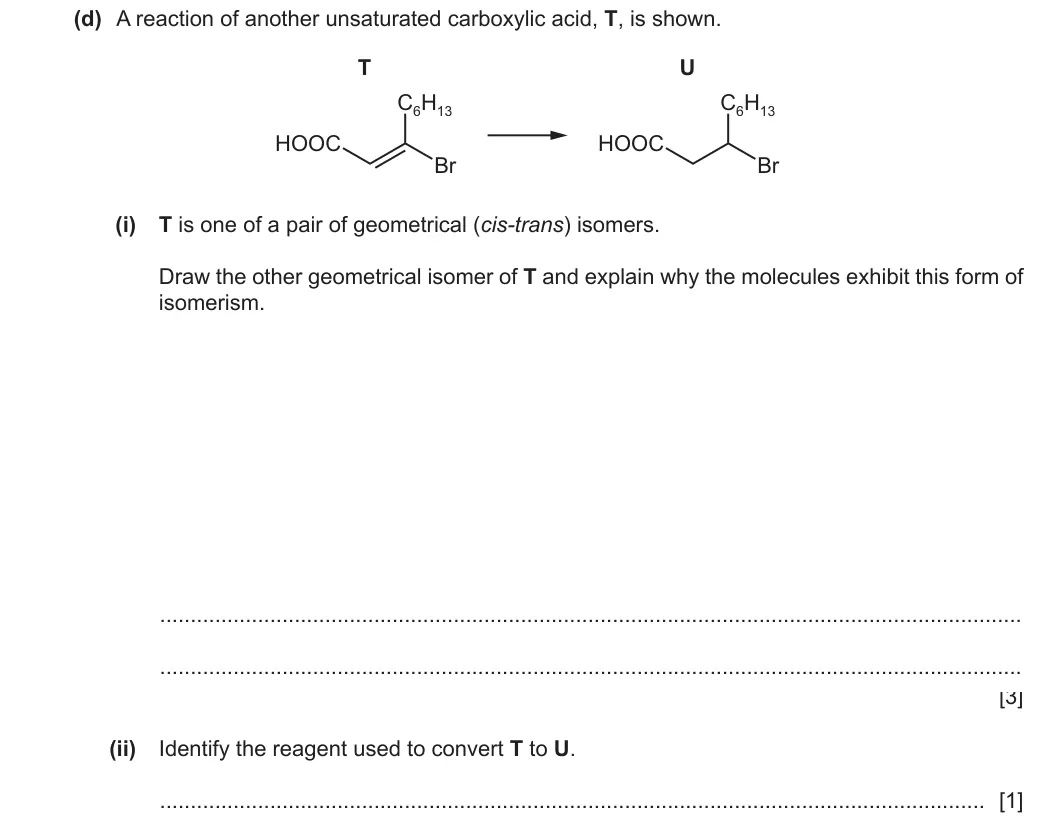 (d) A reaction of another unsaturated carboxylic acid, T, is shown.
T U
C6H13 C6H13
HOOC HOOC
Br Br
(i) T is one of a pair of geometrical (cis-trans) isomers.
Draw the other geometrical isomer of T and explain why the molecules exhibit this form of
isomerism.
................................................................................
................................................................................
[3]
(ii) Identify the reagent used to convert T to U.
................................................................................ [1]